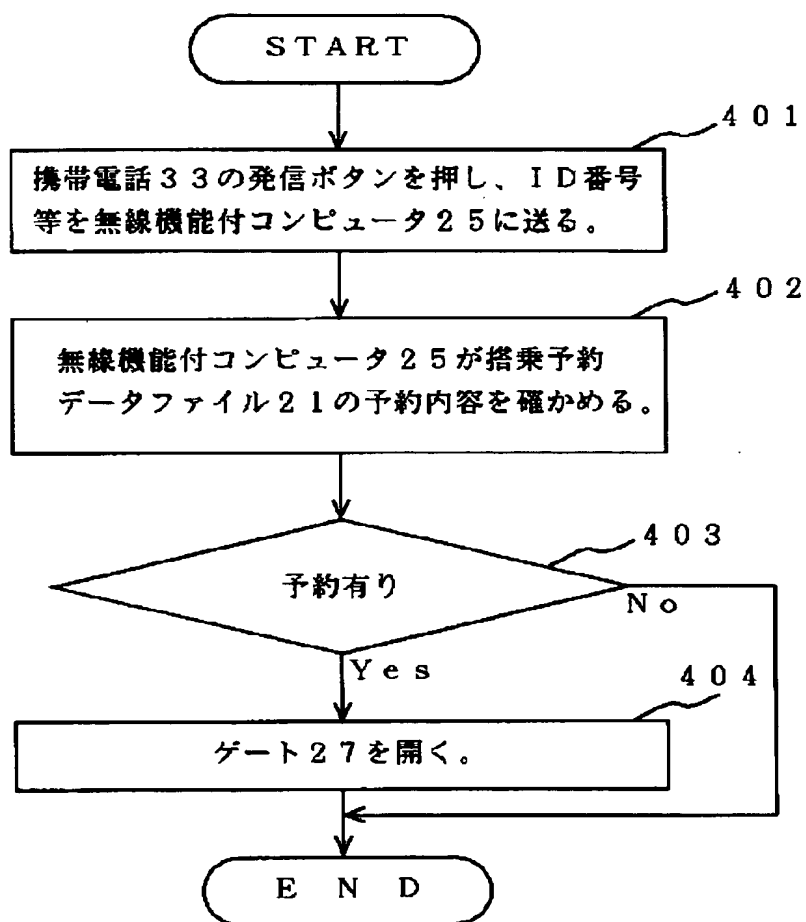 ＳＴＡＲＴ
４０１
携帯電話３３の発信ボタンを押し、ＩＤ番号
等を無線機能付コンピュータ２５に送る。
４０２
無線機能付コンピュータ２５が搭乗予約
データファイル２１の予約内容を確かめる。
４０３
予約有り
Ｎｏ
Ｙｅｓ
４０４
ゲート２７を開く。
ＥＮＤ